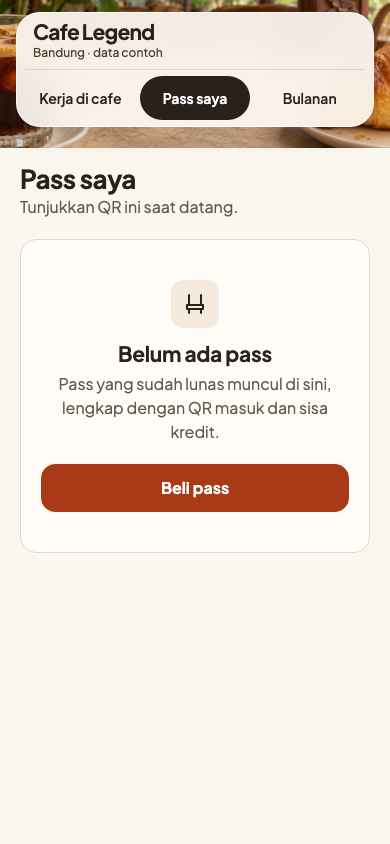 Cafe Legend
Bandung · data contoh
Kerja di cafe
Pass saya
Bulanan
Pass saya
Tunjukkan QR ini saat datang.
Belum ada pass
Pass yang sudah lunas muncul di sini,
lengkap dengan QR masuk dan sisa
kredit.
Beli pass